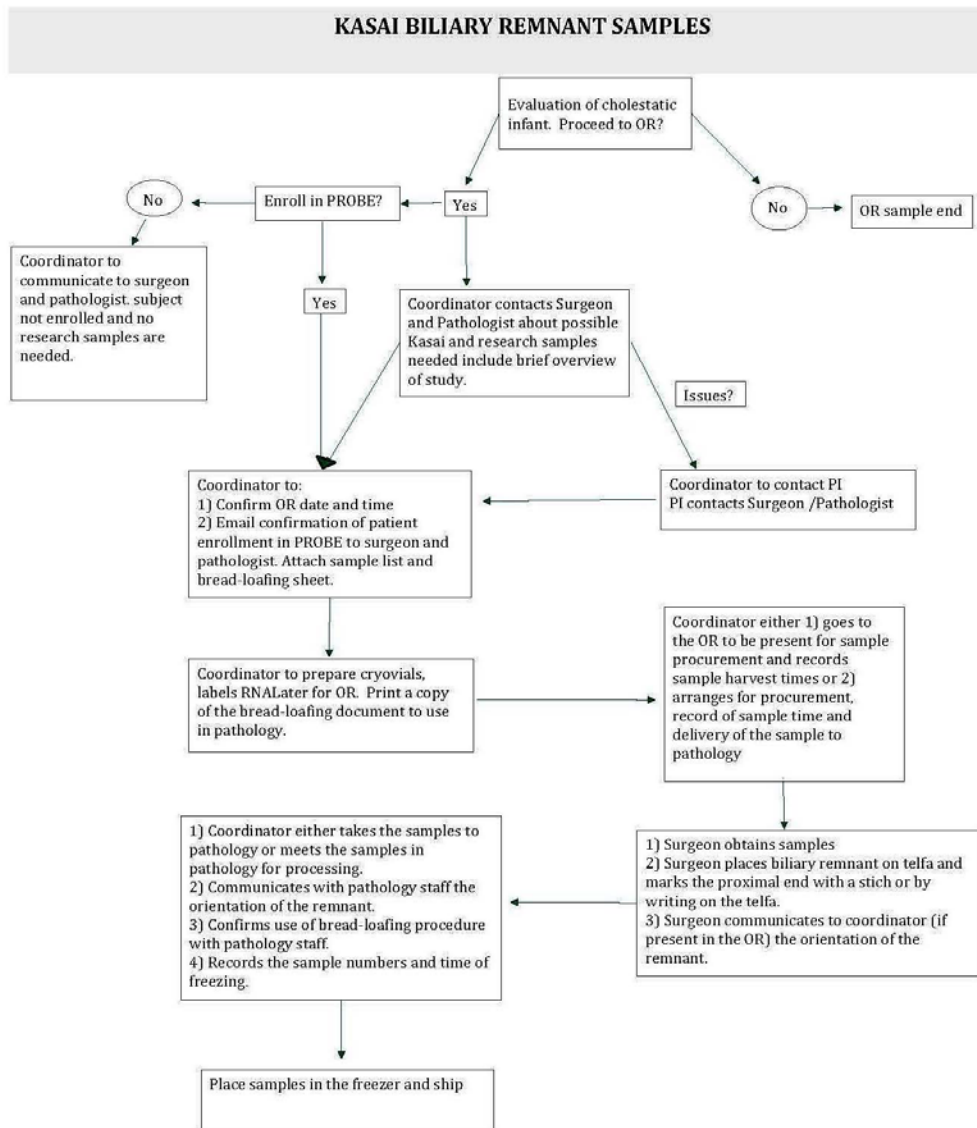 KASAI BILIARY REMNANT SAMPLES
Evaluation of cholestatic
infant. Proceed to OR?
No
Enroll in PROBE?
Yes
No
OR sample end
Coordinator to
communicate to surgeon
and pathologist. subject
not enrolled and no
research samples are
needed.
Yes
Coordinator contacts Surgeon
and Pathologist about possible
Kasai and research samples
needed include brief overview
of study.
Issues?
Coordinator to:
1) Confirm OR date and time
2) Email confirmation of patient
enrollment in PROBE to surgeon and
pathologist. Attach sample list and
bread-loafing sheet.
Coordinator to contact PI
PI contacts Surgeon /Pathologist
Coordinator to prepare cryovials,
labels RNALater for OR. Print a copy
of the bread-loafing document to use
in pathology.
Coordinator either 1) goes to
the OR to be present for sample
procurement and records
sample harvest times or 2)
arranges for procurement,
record of sample time and
delivery of the sample to
pathology
1) Coordinator either takes the samples to
pathology or meets the samples in
pathology for processing.
2) Communicates with pathology staff the
orientation of the remnant.
3) Confirms use of bread-loafing procedure
with pathology staff.
4) Records the sample numbers and time of
freezing.
1) Surgeon obtains samples
2) Surgeon places biliary remnant on telfa and
marks the proximal end with a stich or by
writing on the telfa.
3) Surgeon communicates to coordinator (if
present in the OR) the orientation of the
remnant.
Place samples in the freezer and ship